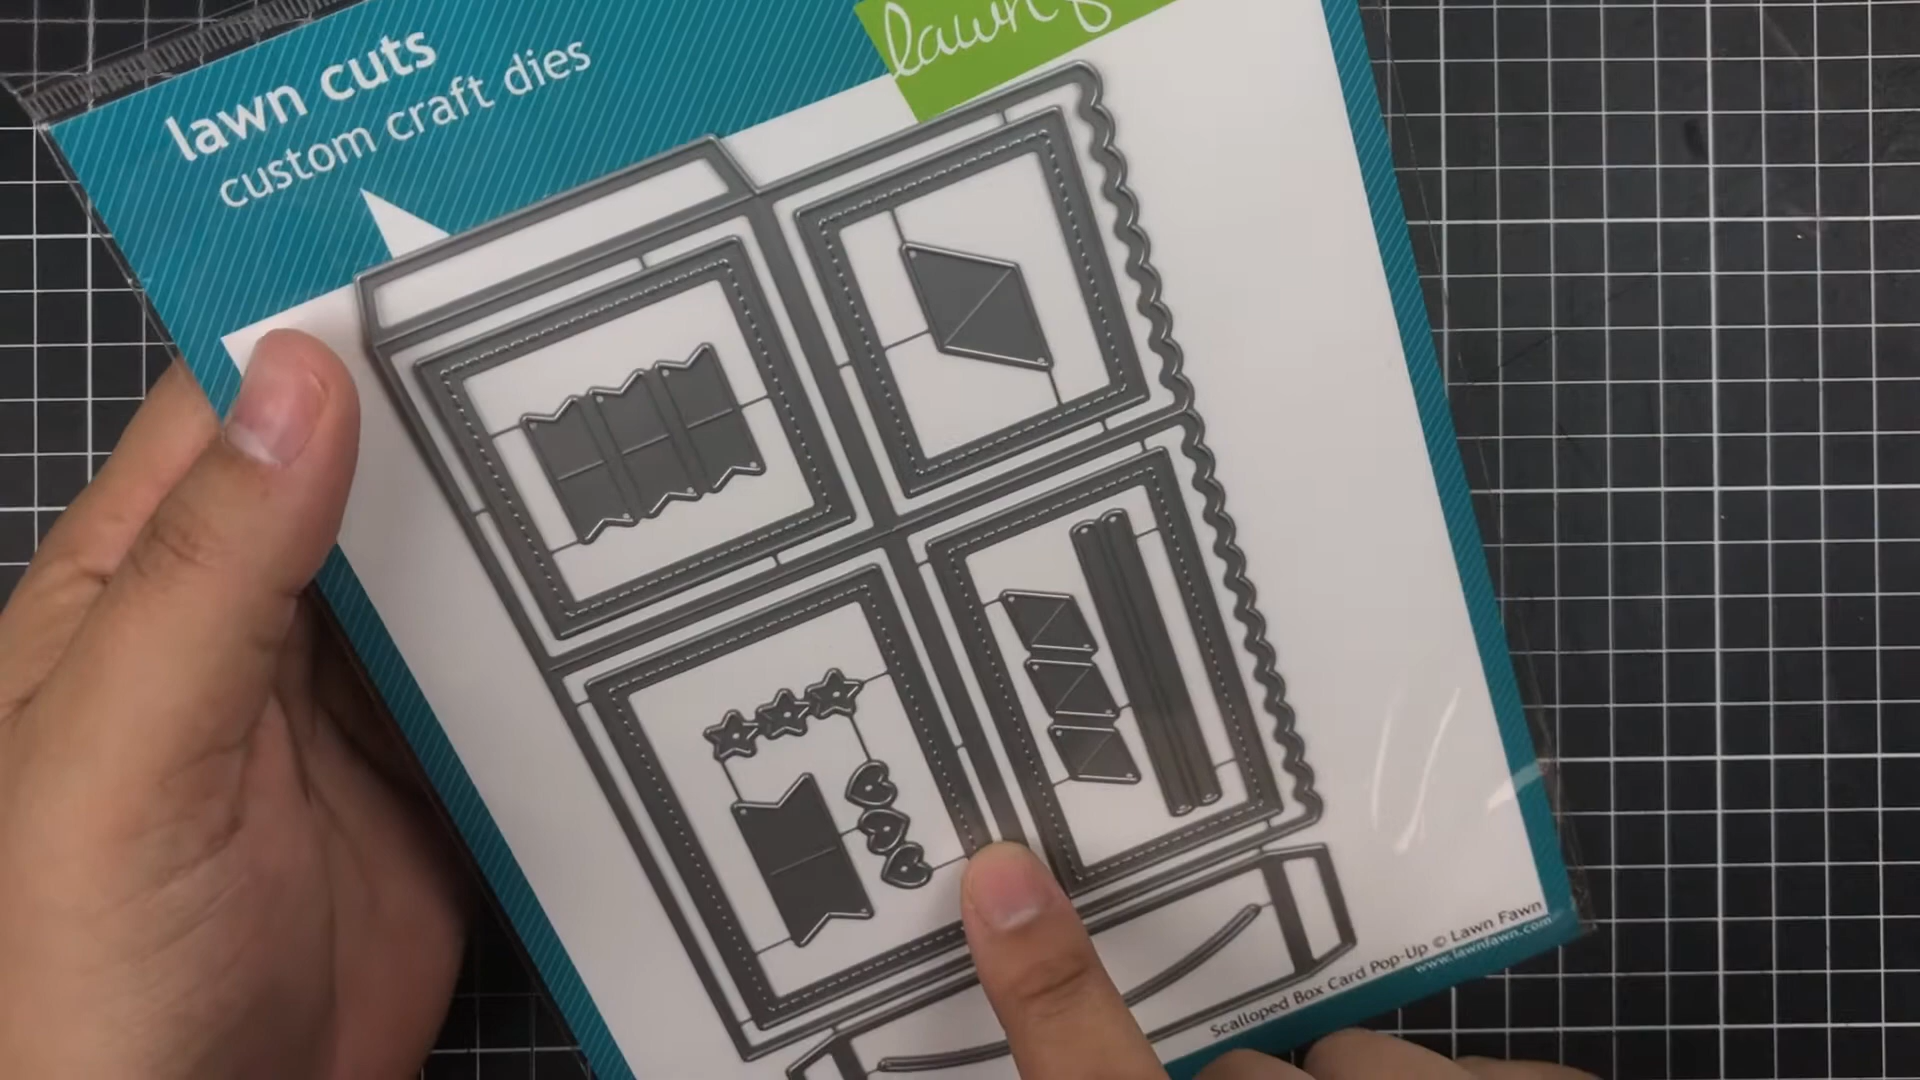 lawn cuts
custom craft dies
lawn
Scalloped Box Card Pop-Up © Lawn Fawn
www.lawnfawn.com